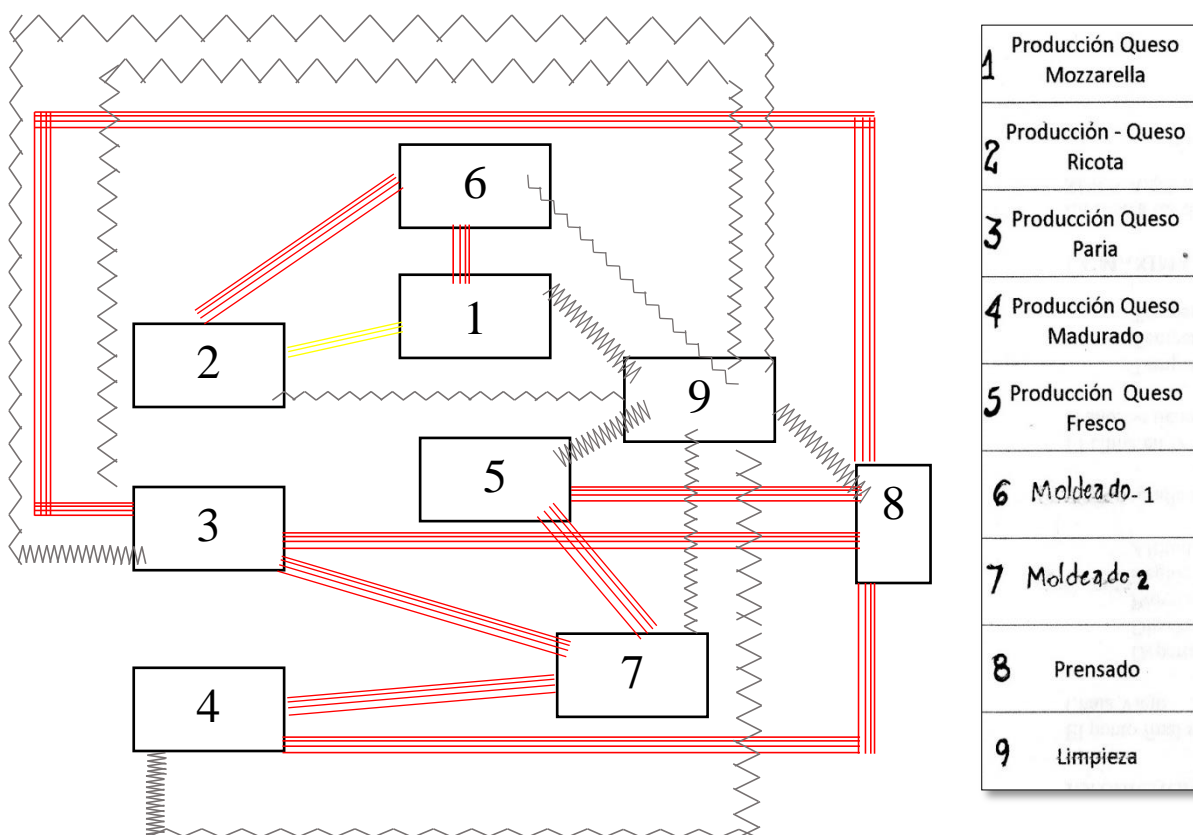 6
1
2
9
5
8
3
7
4
1 Producción Queso
Mozzarella
2 Producción - Queso
Ricota
3 Producción Queso
Paria
4 Producción Queso
Madurado
5 Producción Queso
Fresco
6 Moldeado-1
7 Moldeado 2
8 Prensado
9 Limpieza